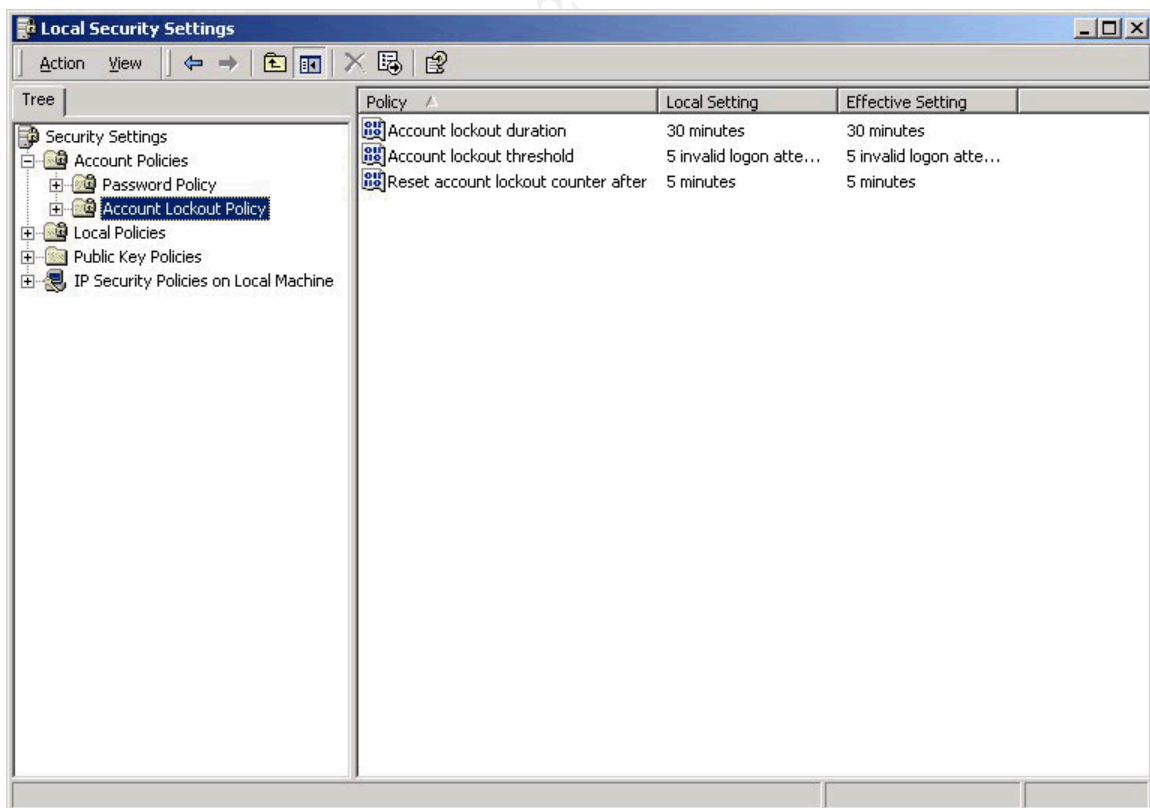 Local Security Settings
Action View
Tree
Security Settings
Account Policies
Password Policy
Account Lockout Policy
Local Policies
Public Key Policies
IP Security Policies on Local Machine
Policy Local Setting Effective Setting
Account lockout duration 30 minutes 30 minutes
Account lockout threshold 5 invalid logon atte... 5 invalid logon atte...
Reset account lockout counter after 5 minutes 5 minutes